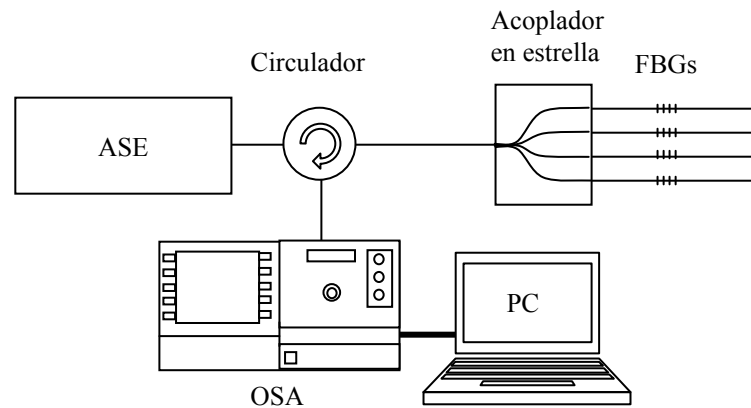 Acoplador
en estrella
Circulador
FBGs
ASE
PC
OSA